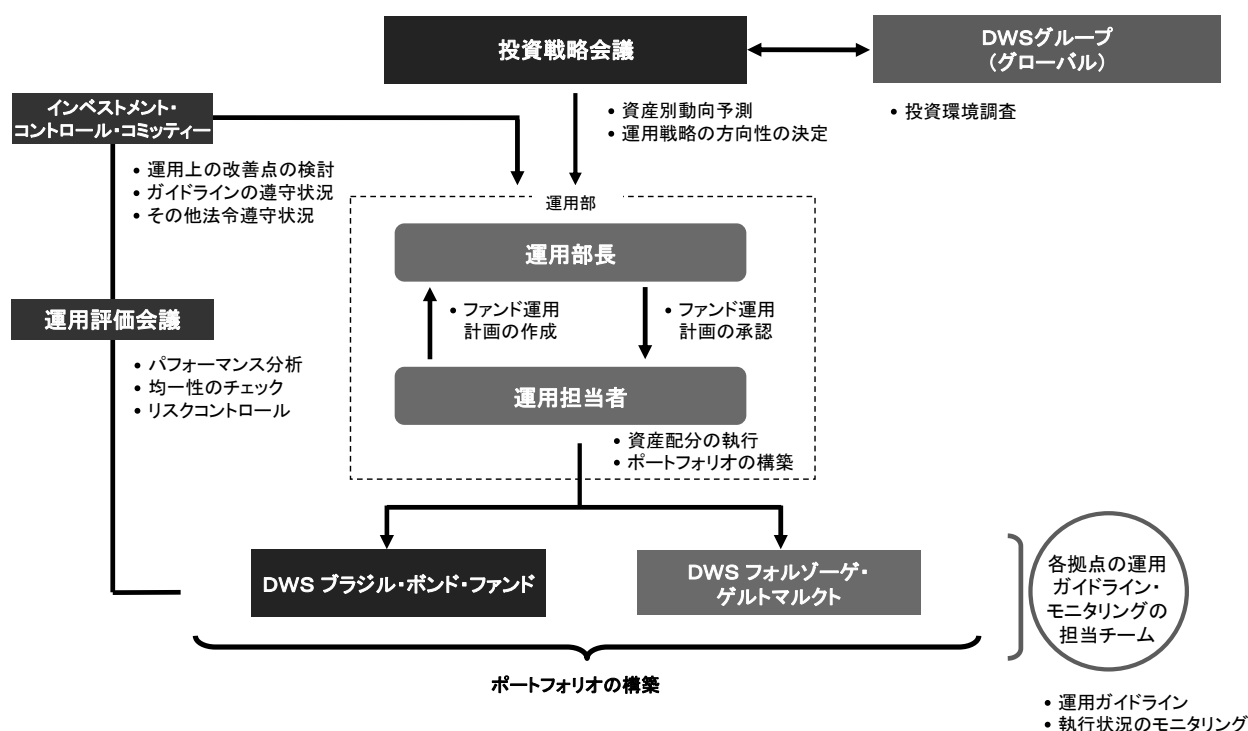 投資戦略会議
DWSグループ
(グローバル)
インベストメント・
コントロール・コミッティー
• 資産別動向予測
• 運用戦略の方向性の決定
• 投資環境調査
• 運用上の改善点の検討
• ガイドラインの遵守状況
• その他法令遵守状況
運用部
運用部長
• ファンド運用
計画の作成
• ファンド運用
計画の承認
運用評価会議
• パフォーマンス分析
• 均一性のチェック
• リスクコントロール
運用担当者
• 資産配分の執行
• ポートフォリオの構築
DWS ブラジル・ボンド・ファンド
DWS フォルゾーゲ・
ゲルトマルクト
各拠点の運用
ガイドライン・
モニタリングの
担当チーム
ポートフォリオの構築
• 運用ガイドライン
• 執行状況のモニタリング